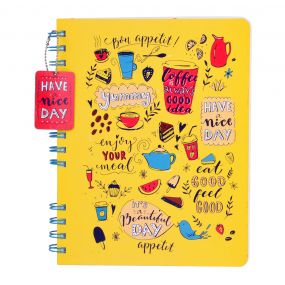 bon appetit!
Coffee
always
GOOD
idea
Yummy
HAVE
a nice
DAY
HAVE
a nice
DAY
enjoy
YOUR
meal
eat
GOOD
feel
GOOD
IT'S
a
Beautiful
DAY
appetit